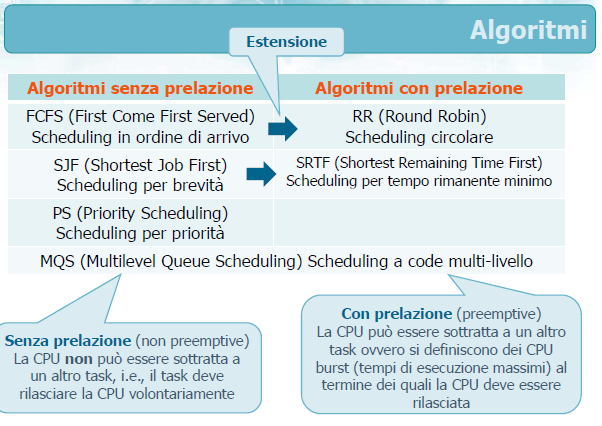 Algoritmi
Estensione
Algoritmi senza prelazione
Algoritmi con prelazione
FCFS (First Come First Served)
Scheduling in ordine di arrivo
RR (Round Robin)
Scheduling circolare
SJF (Shortest Job First)
Scheduling per brevità
SRTF (Shortest Remaining Time First)
Scheduling per tempo rimanente minimo
PS (Priority Scheduling)
Scheduling per priorità
MQS (Multilevel Queue Scheduling) Scheduling a code multi-livello
Senza prelazione (non preemptive)
La CPU non può essere sottratta a
un altro task, i.e., il task deve
rilasciare la CPU volontariamente
Con prelazione (preemptive)
La CPU può essere sottratta a un altro
task ovvero si definiscono dei CPU
burst (tempi di esecuzione massimi) al
termine dei quali la CPU deve essere
rilasciata